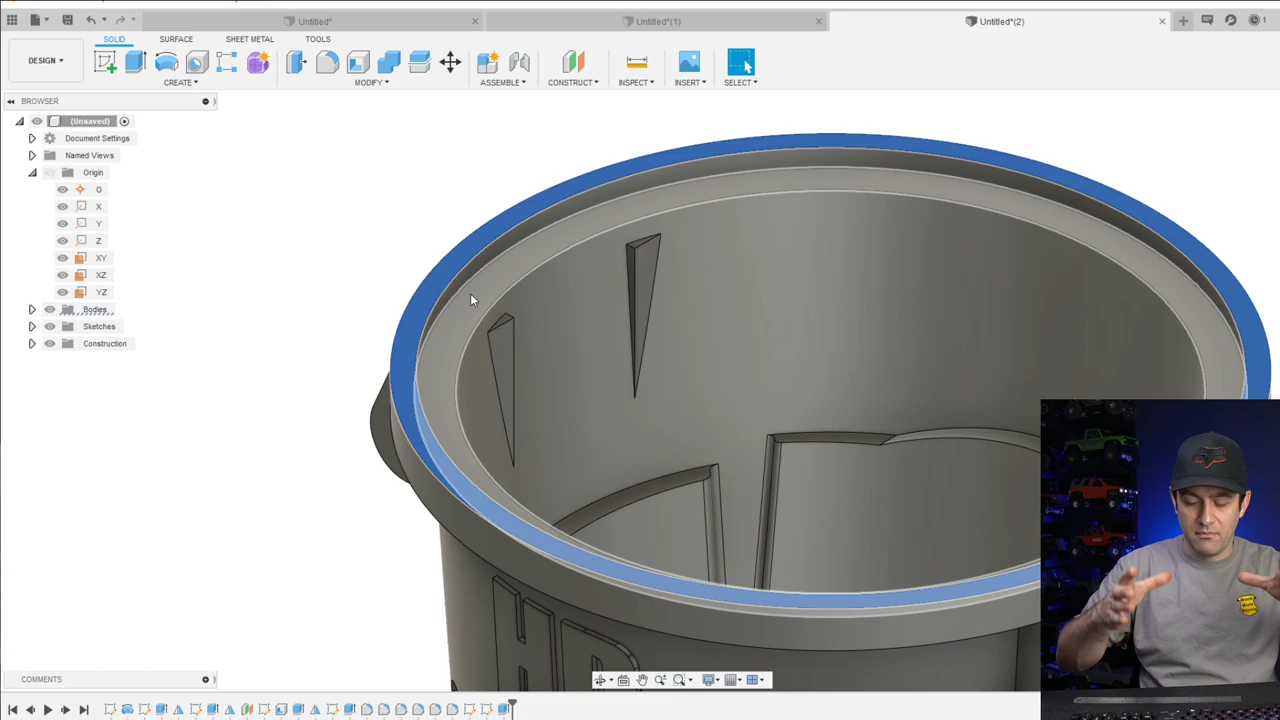 Untitled*
Untitled*(1)
Untitled*(2)
1
DESIGN
SOLID
SURFACE
SHEET METAL
TOOLS
CREATE
MODIFY
ASSEMBLE
CONSTRUCT
INSPECT
INSERT
SELECT
BROWSER
(Unsaved)
Document Settings
Named Views
Origin
O
X
Y
Z
XY
XZ
YZ
Bodies
Sketches
Construction
COMMENTS